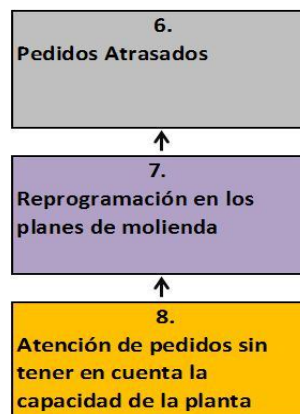 6.
Pedidos Atrasados
7.
Reprogramación en los
planes de molienda
8.
Atención de pedidos sin
tener en cuenta la
capacidad de la planta